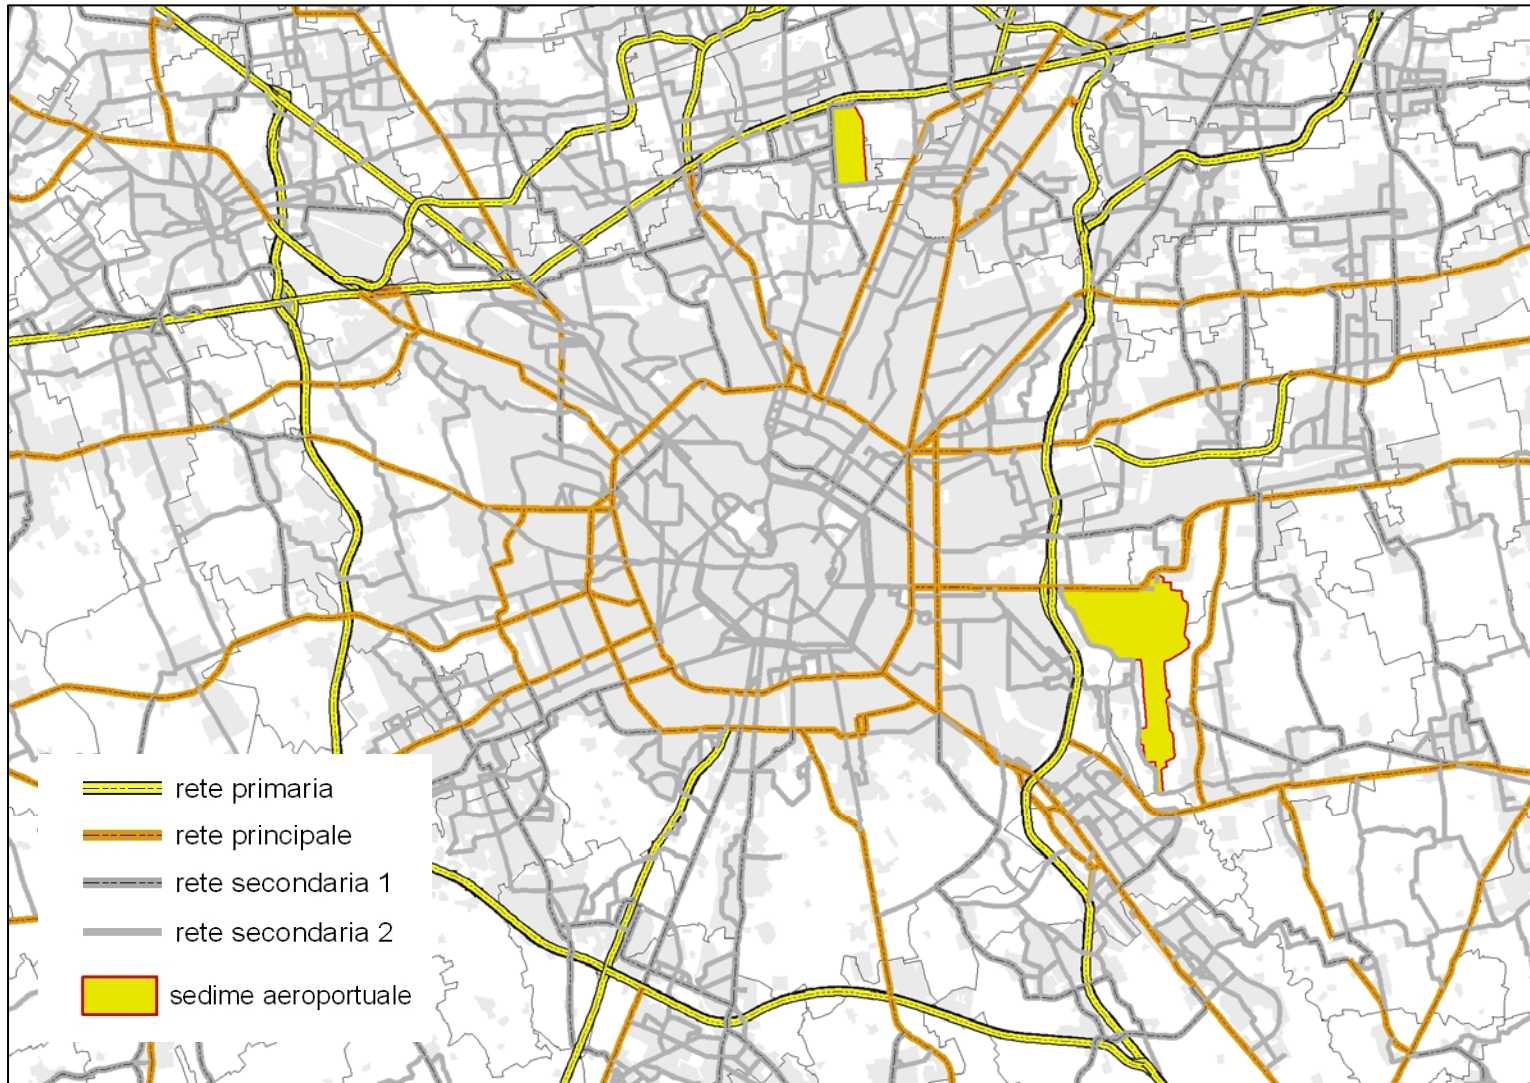 rete primaria
rete principale
rete secondaria 1
rete secondaria 2
sedime aeroportuale